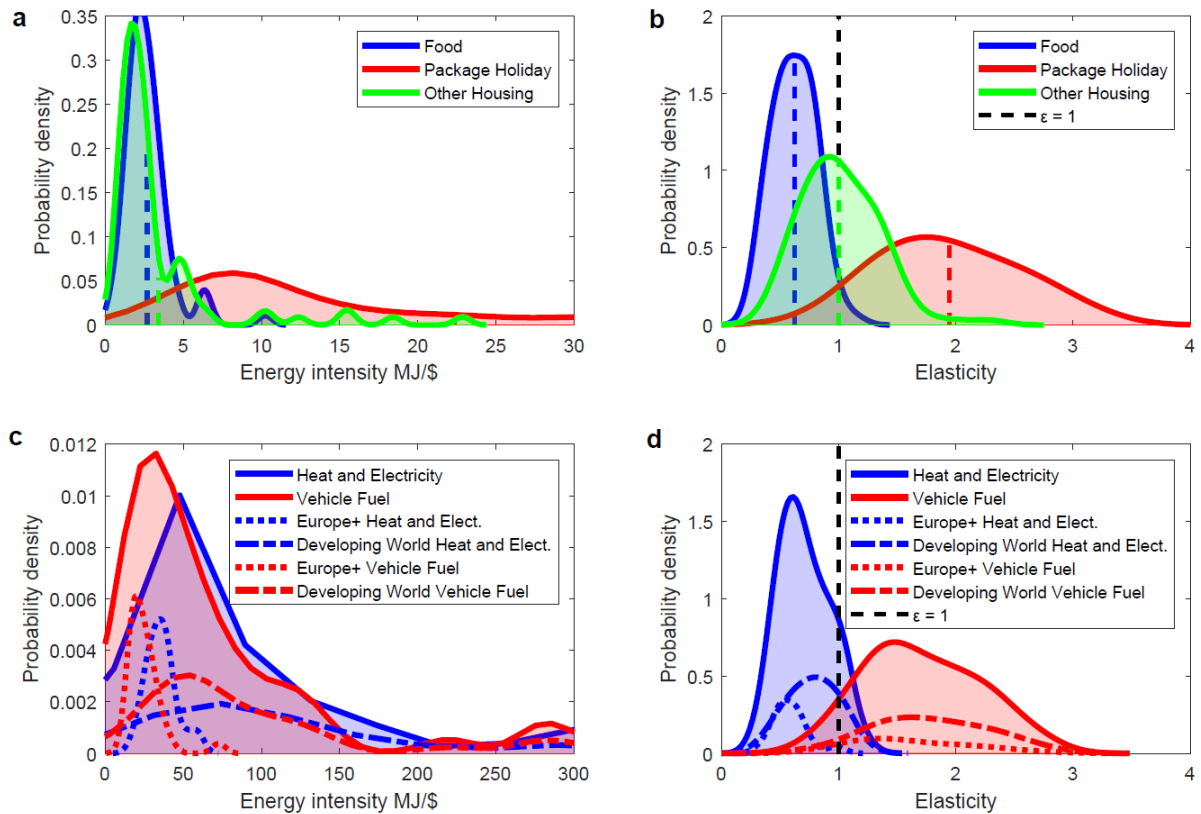 a
0.35
0.3
0.25
0.2
0.15
0.1
0.05
0
Probability density
Food
Package Holiday
Other Housing
0 5 10 15 20 25 30
Energy intensity MJ/$
b
2
1.5
1
0.5
0
Probability density
Food
Package Holiday
Other Housing
ε = 1
0 1 2 3 4
Elasticity
c
0.012
0.01
0.008
0.006
0.004
0.002
0
Probability density
Heat and Electricity
Vehicle Fuel
Europe+ Heat and Elect.
Developing World Heat and Elect.
Europe+ Vehicle Fuel
Developing World Vehicle Fuel
0 50 100 150 200 250 300
Energy intensity MJ/$
d
2
1.5
1
0.5
0
Probability density
Heat and Electricity
Vehicle Fuel
Europe+ Heat and Elect.
Developing World Heat and Elect.
Europe+ Vehicle Fuel
Developing World Vehicle Fuel
ε = 1
0 1 2 3 4
Elasticity